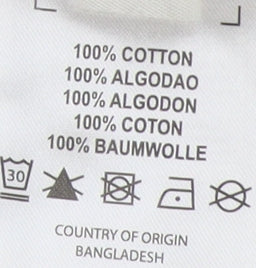 100% COTTON
100% ALGODAO
100% ALGODON
100% COTON
100% BAUMWOLLE
30
COUNTRY OF ORIGIN
BANGLADESH